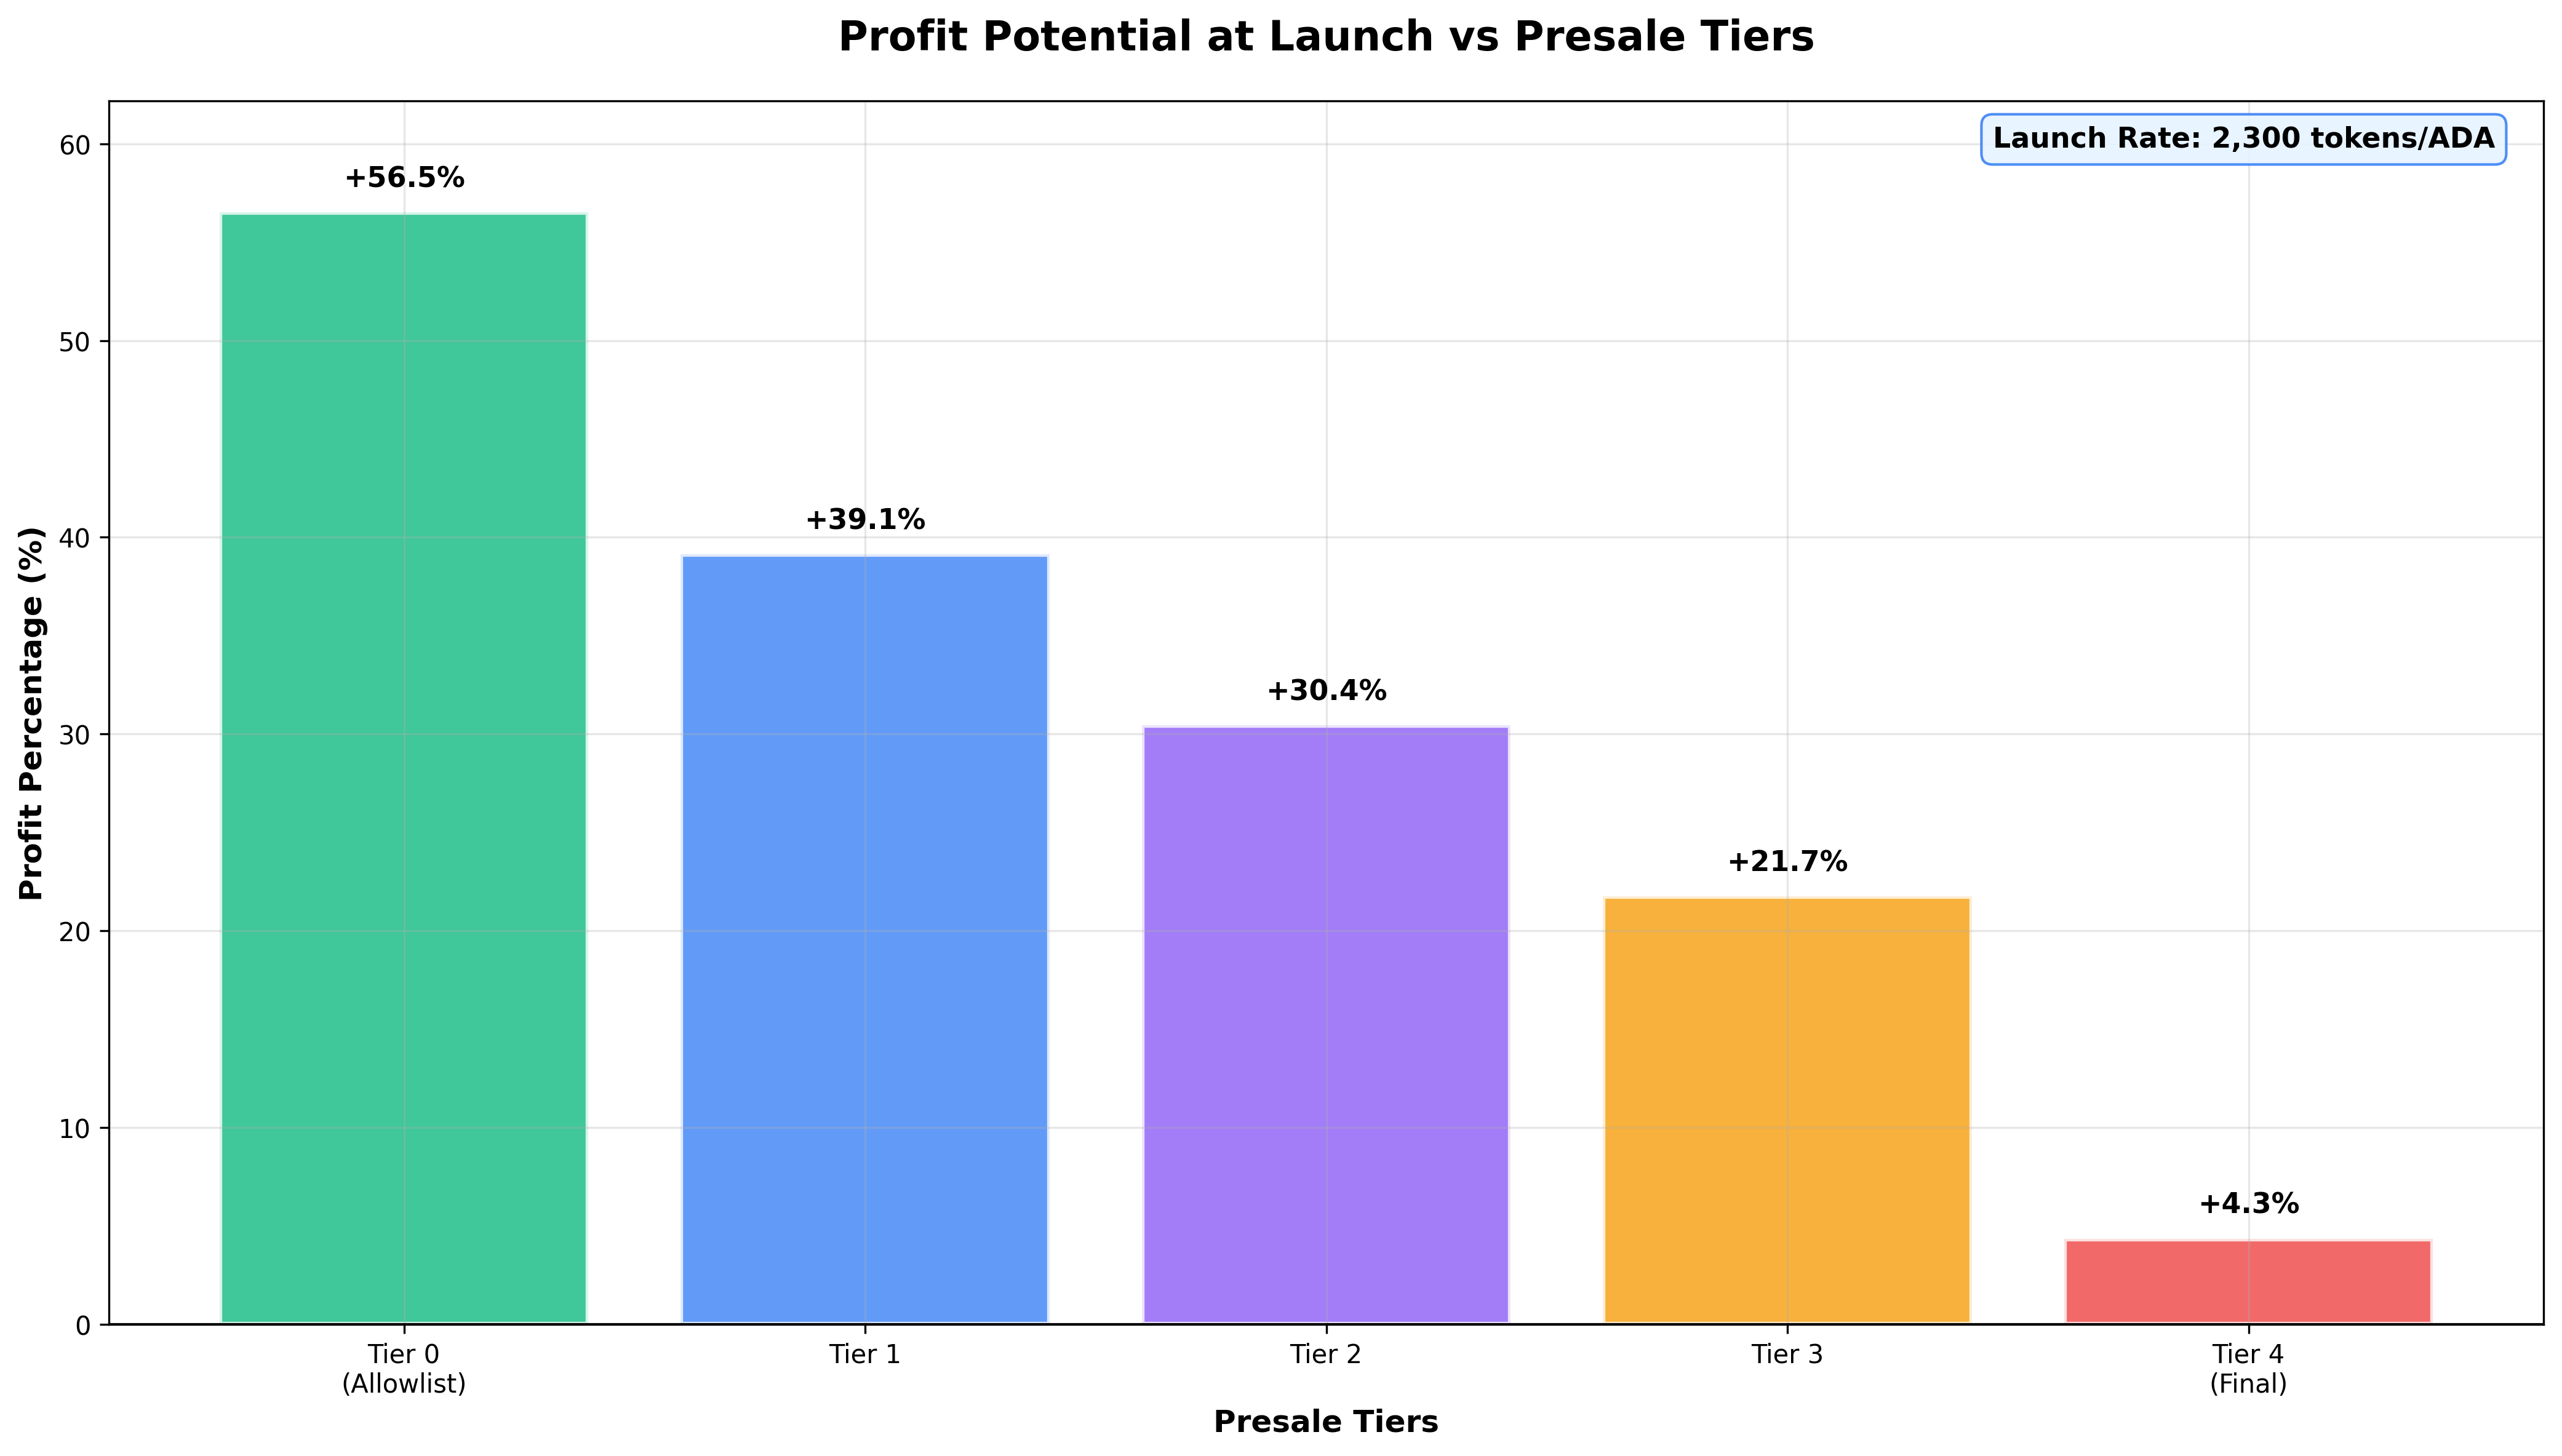 Profit Potential at Launch vs Presale Tiers
Launch Rate: 2,300 tokens/ADA
Profit Percentage (%)
60
50
40
30
20
10
0
+56.5%
+39.1%
+30.4%
+21.7%
+4.3%
Tier 0
(Allowlist)
Tier 1
Tier 2
Tier 3
Tier 4
(Final)
Presale Tiers